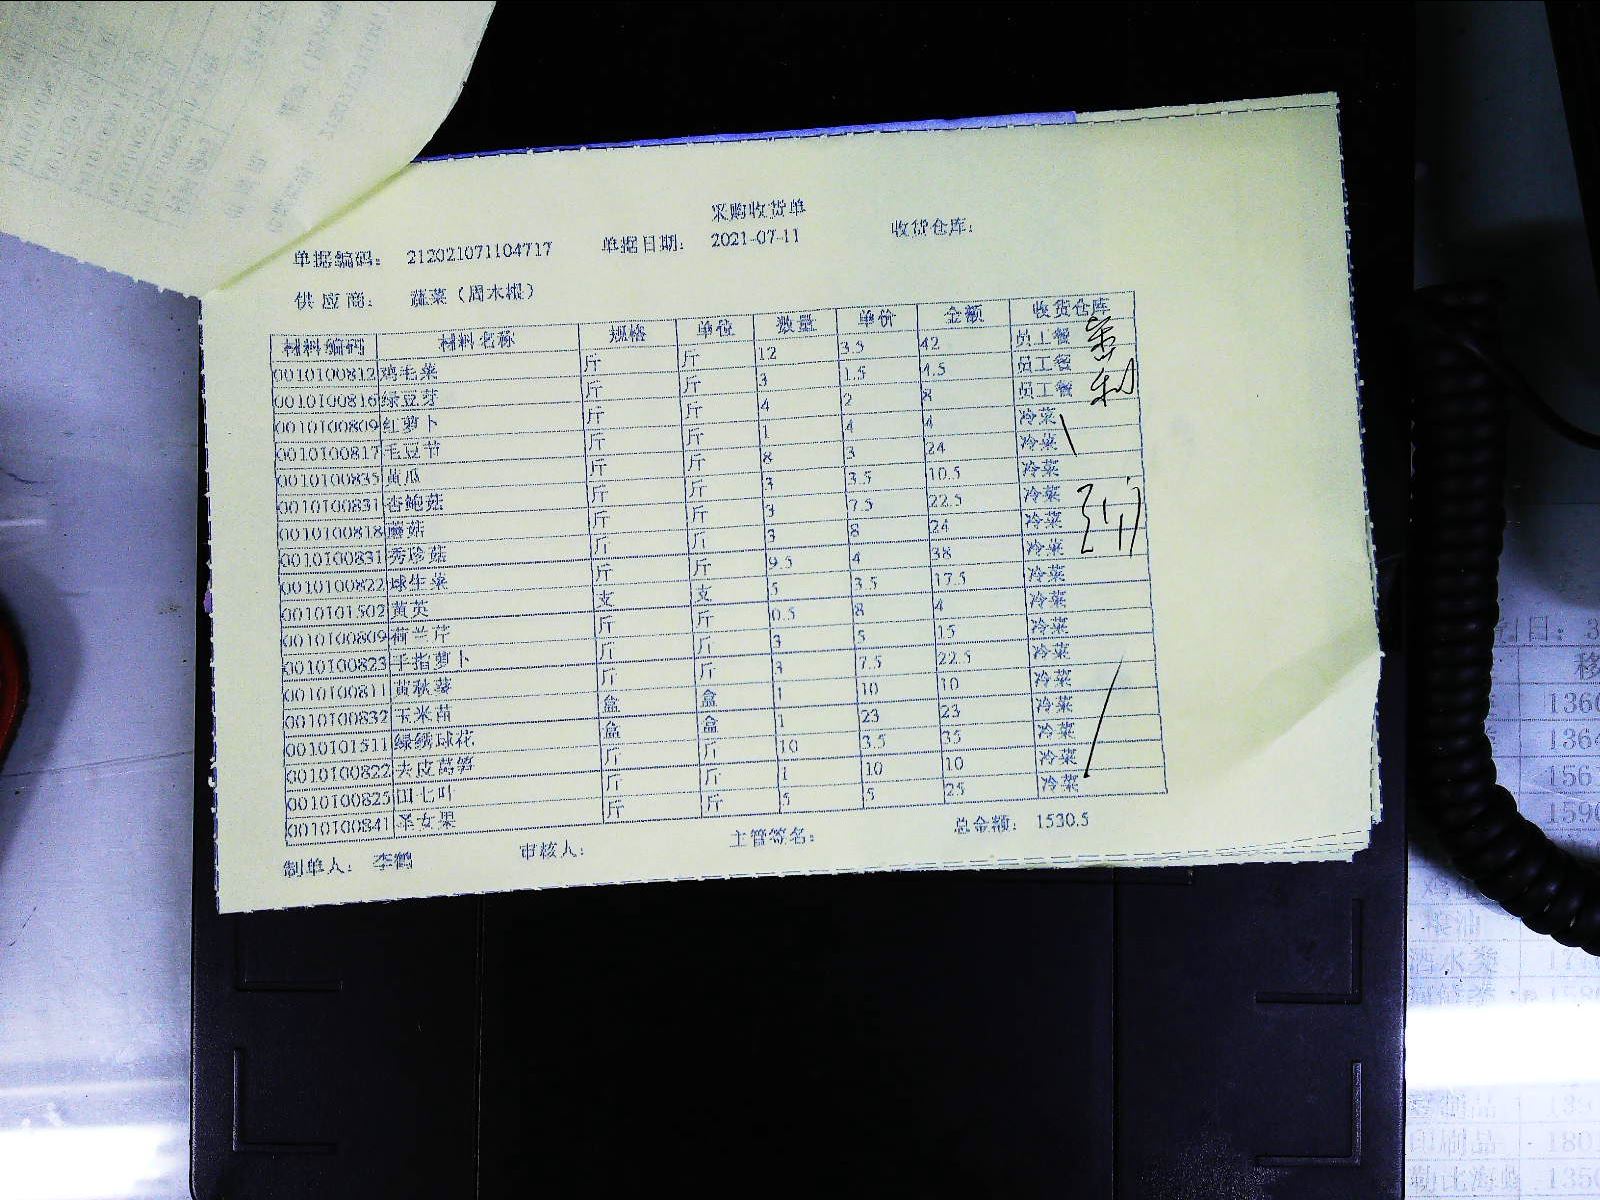 采购收货单
单据编码： 212021071104717 单据日期： 2021-07-11 收货仓库：
供应商： 蔬菜（周木根）
材料编码 材料名称 规格 单位 数量 单价 金额 收货仓库
0010100812 鸡毛菜 斤 斤 12 3.5 42 员工餐
0010100816 绿豆芽 斤 斤 3 1.5 4.5 员工餐
0010100809 红萝卜 斤 斤 4 2 8 员工餐
0010100817 毛豆节 斤 斤 1 4 4 冷菜
0010100835 黄瓜 斤 斤 8 3 24 冷菜
0010100831 杏鲍菇 斤 斤 3 3.5 10.5 冷菜
0010100818 蘑菇 斤 斤 3 7.5 22.5 冷菜
0010100831 秀珍菇 斤 斤 3 8 24 冷菜
0010100822 球生菜 斤 斤 9.5 4 38 冷菜
0010101502 黄英 支 支 5 3.5 17.5 冷菜
0010100809 荷兰芹 斤 斤 0.5 8 4 冷菜
0010100823 手指萝卜 斤 斤 3 5 15 冷菜
0010100811 黄秋葵 斤 斤 3 7.5 22.5 冷菜
0010100832 玉米苗 盒 盒 1 10 10 冷菜
0010101511 绿绣球花 盒 盒 1 23 23 冷菜
0010100822 去皮莴笋 斤 斤 10 3.5 35 冷菜
0010100825 田七叶 斤 斤 1 10 10 冷菜
0010100841 圣女果 斤 斤 5 5 25 冷菜
制单人： 李鹤 审核人： 主管签名： 总金额： 1530.5